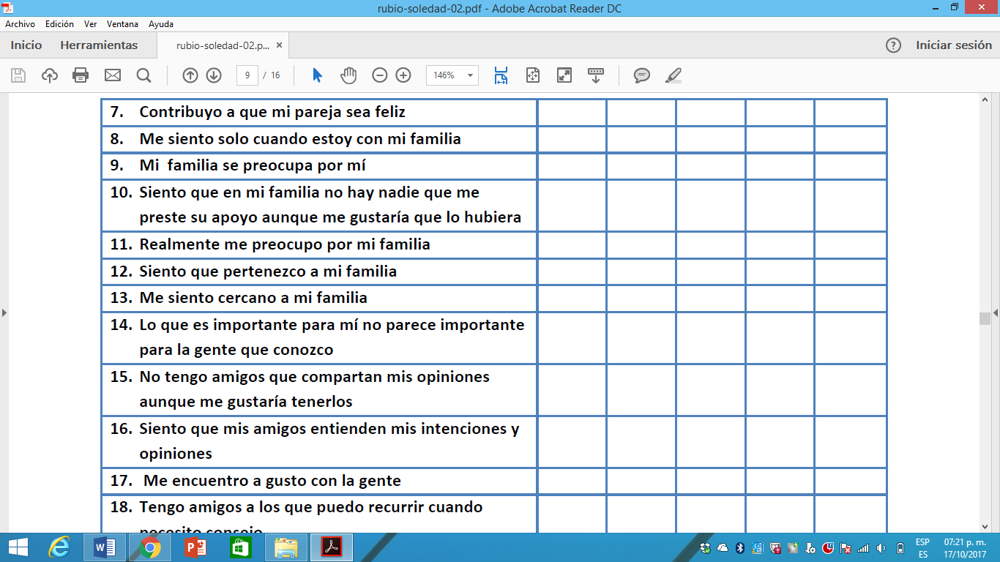 rubio-soledad-02.pdf - Adobe Acrobat Reader DC
Archivo Edición Ver Ventana Ayuda
Inicio Herramientas rubio-soledad-02.p... Iniciar sesión
9 / 16 146%
7. Contribuyo a que mi pareja sea feliz
8. Me siento solo cuando estoy con mi familia
9. Mi familia se preocupa por mí
10. Siento que en mi familia no hay nadie que me
preste su apoyo aunque me gustaría que lo hubiera
11. Realmente me preocupo por mi familia
12. Siento que pertenezco a mi familia
13. Me siento cercano a mi familia
14. Lo que es importante para mí no parece importante
para la gente que conozco
15. No tengo amigos que compartan mis opiniones
aunque me gustaría tenerlos
16. Siento que mis amigos entienden mis intenciones y
opiniones
17. Me encuentro a gusto con la gente
18. Tengo amigos a los que puedo recurrir cuando
necesito consejo
ESP 07:21 p. m.
ES 17/10/2017